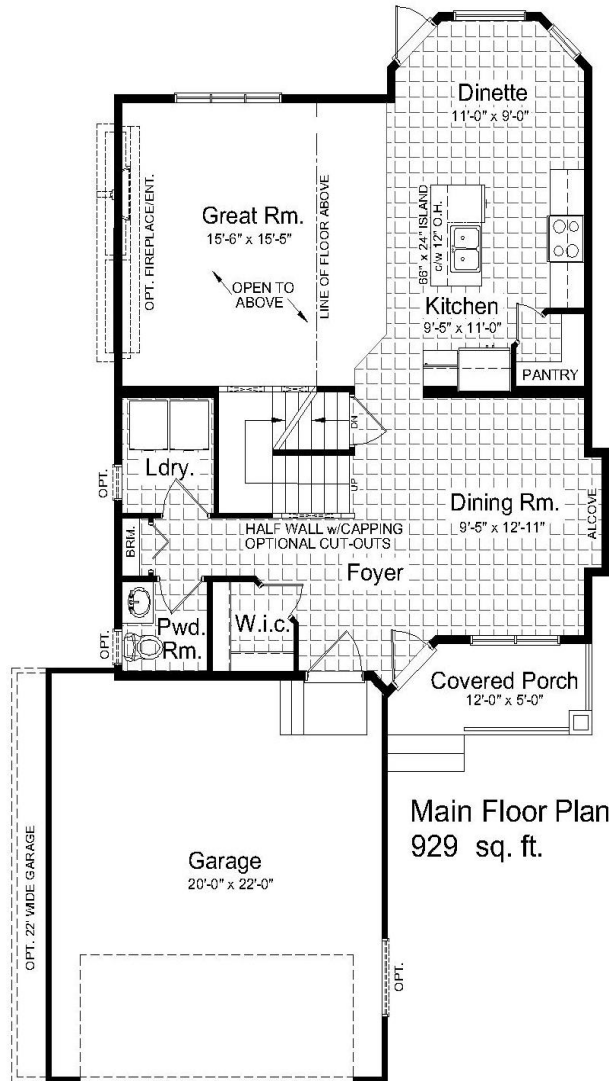 Dinette
11'-0" x 9'-0"
Great Rm.
15'-6" x 15'-5"
OPEN TO
ABOVE
LINE OF FLOOR ABOVE
OPT. FIREPLACE/ENT.
66" x 24" ISLAND
c/w 12" O.H.
Kitchen
9'-5" x 11'-0"
PANTRY
DN
UP
Ldry.
OPT.
Dining Rm.
9'-5" x 12'-11"
ALCOVE
HALF WALL w/CAPPING
OPTIONAL CUT-OUTS
BRM.
Foyer
Pwd.
Rm.
OPT.
W.i.c.
Covered Porch
12'-0" x 5'-0"
Main Floor Plan
929 sq. ft.
Garage
20'-0" x 22'-0"
OPT. 22' WIDE GARAGE
OPT.